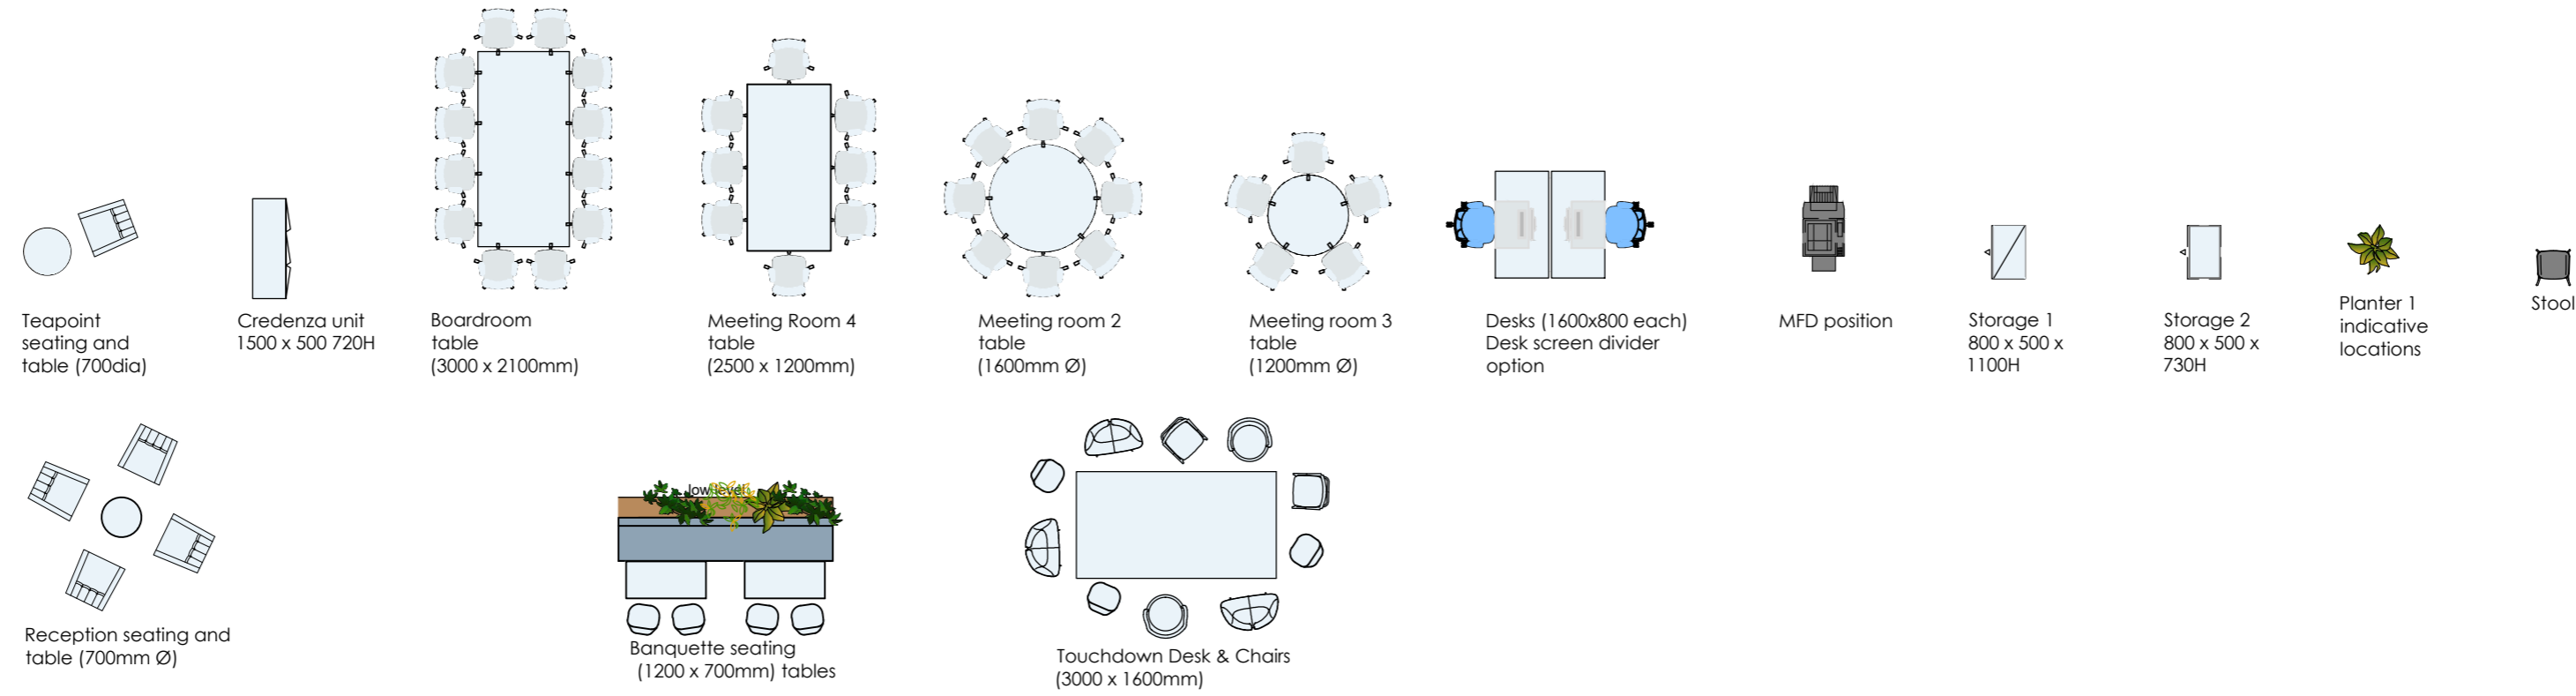 Teapoint
seating and
table (700dia)
Credenza unit
1500 x 500 720H
Boardroom
table
(3000 x 2100mm)
Meeting Room 4
table
(2500 x 1200mm)
Meeting room 2
table
(1600mm Ø)
Meeting room 3
table
(1200mm Ø)
Desks (1600x800 each)
Desk screen divider
option
MFD position
Storage 1
800 x 500 x
1100H
Storage 2
800 x 500 x
730H
Planter 1
indicative
locations
Stool
Reception seating and
table (700mm Ø)
low level
Banquette seating
(1200 x 700mm) tables
Touchdown Desk & Chairs
(3000 x 1600mm)